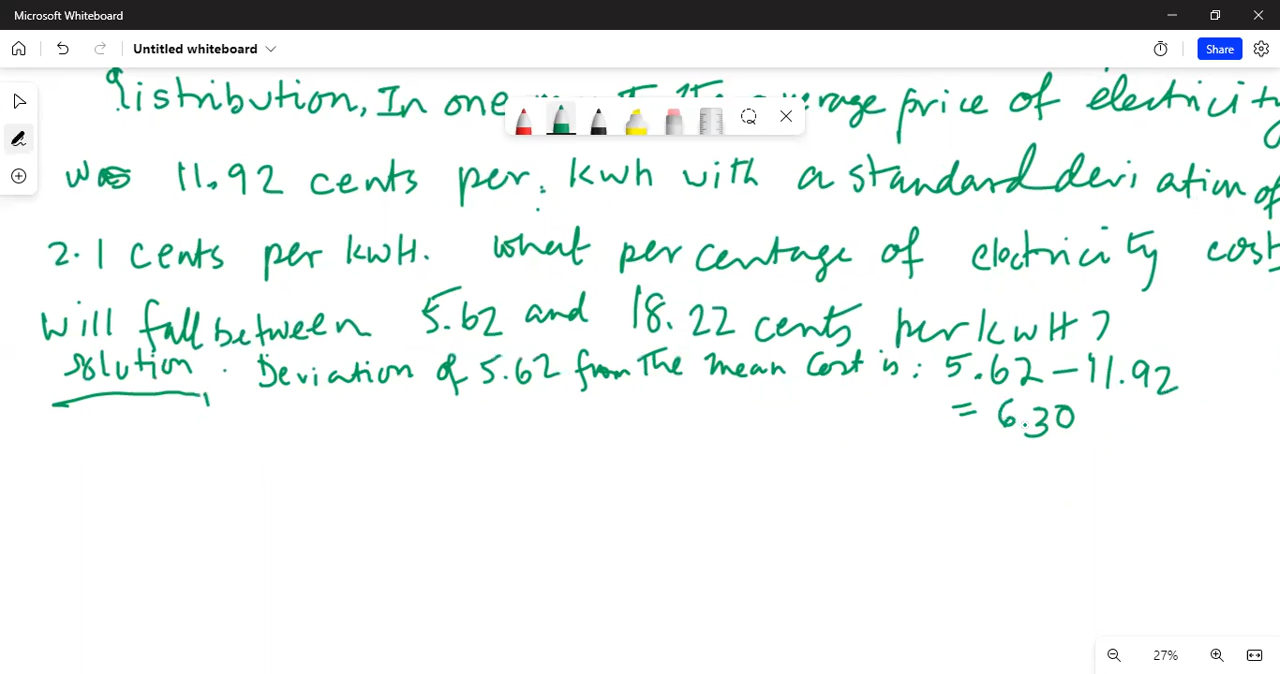 Microsoft Whiteboard
Untitled whiteboard
Share
distribution, In one average price of electricity
was 11.92 cents per kwh with a standard deviation of
2.1 cents per kwH. what percentage of electricity cost
will fall between 5.62 and 18.22 cents per kwH ?
solution. Deviation of 5.62 from the mean cost is: 5.62 - 11.92
= 6.30
27%